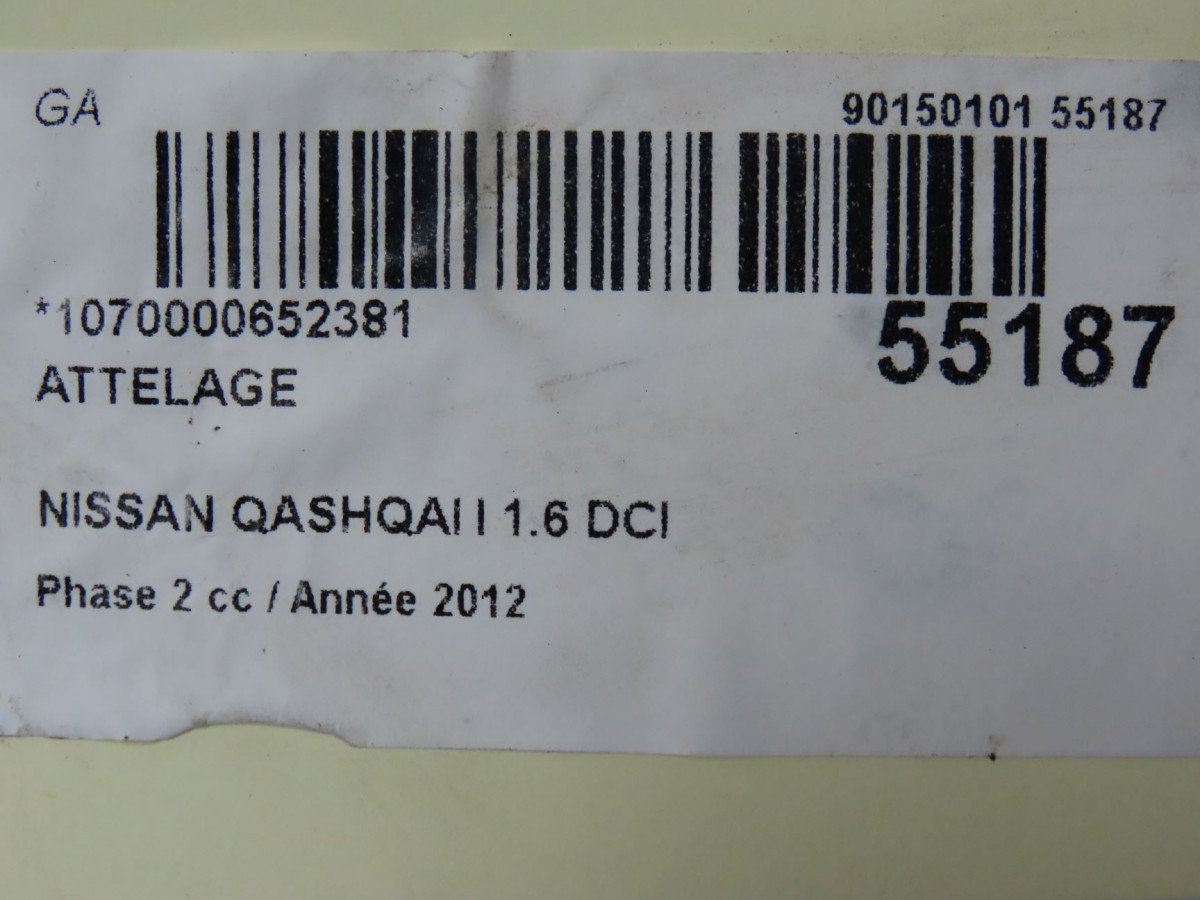 GA
90150101 55187
*1070000652381
55187
ATTELAGE
NISSAN QASHQAI I 1.6 DCI
Phase 2 cc / Année 2012